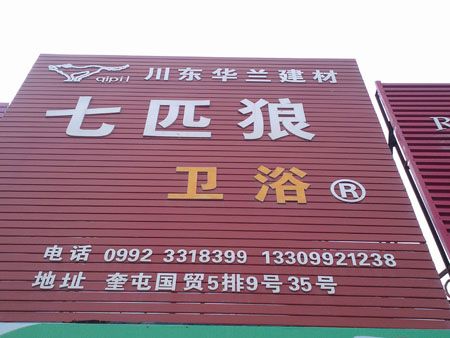 qipil 川东华兰建材
七匹狼
卫浴®
电话 0992 3318399 13309921238
地址 奎屯国贸5排9号35号
R